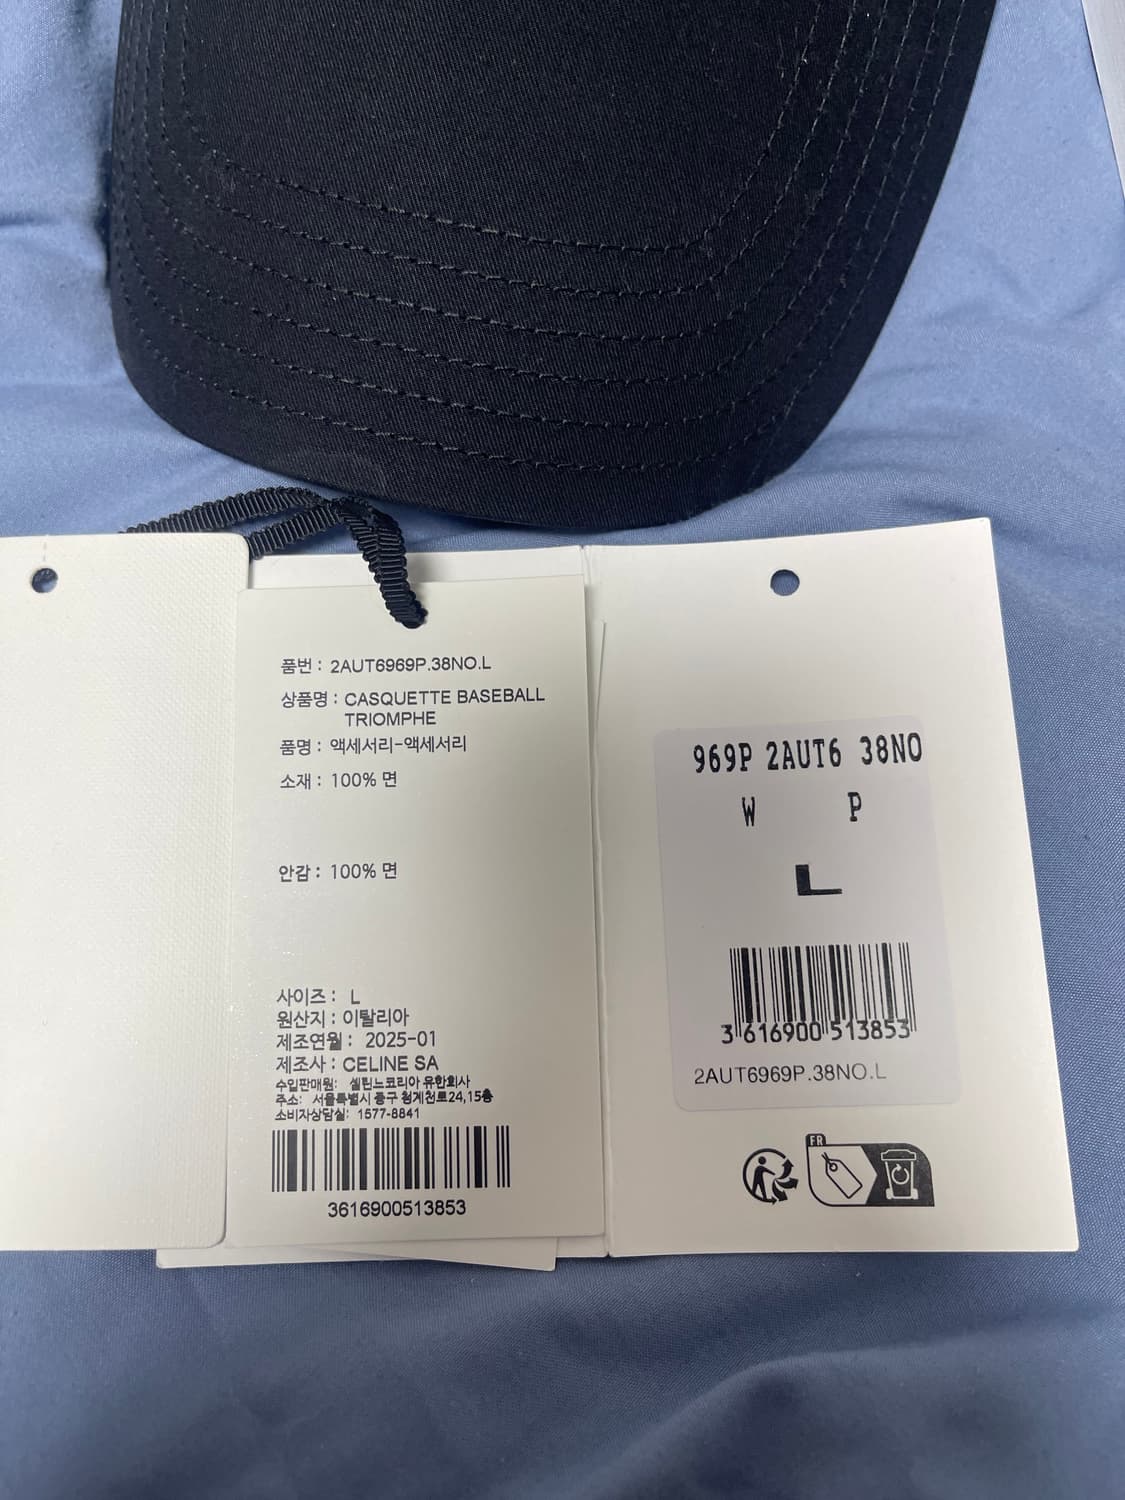 품번 : 2AUT6969P.38NO.L
상품명 : CASQUETTE BASEBALL
TRIOMPHE
품명 : 액세서리-액세서리
소재 : 100% 면
안감 : 100% 면
사이즈 : L
원산지 : 이탈리아
제조연월 : 2025-01
제조사 : CELINE SA
수입판매원: 셀린느코리아 유한회사
주소: 서울특별시 중구 청계천로24,15층
소비자상담실: 1577-8841
3616900513853
969P 2AUT6 38NO
W P
L
3 616900 513853
2AUT6969P.38NO.L
FR